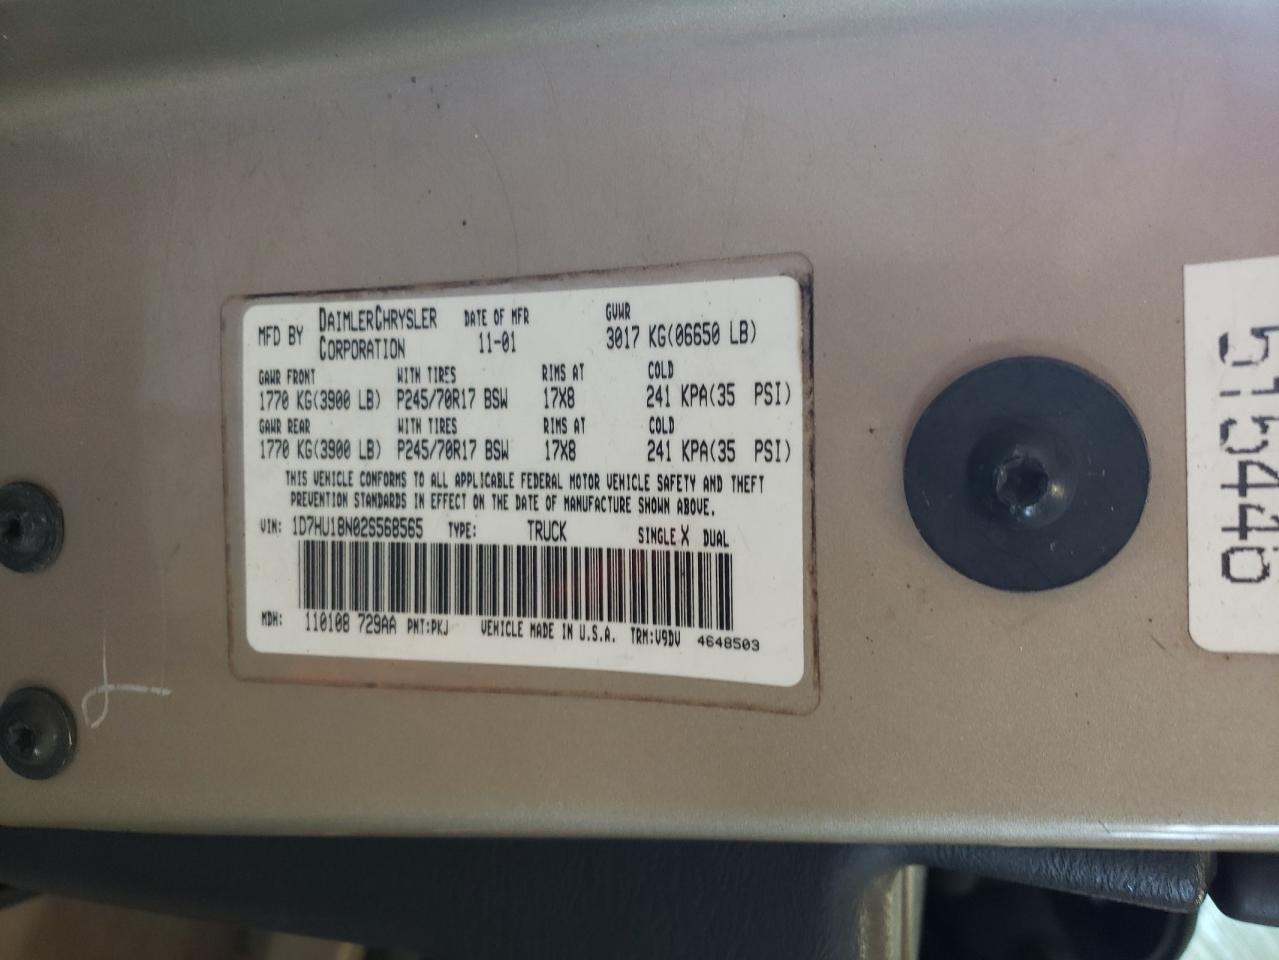 MFD BY DAIMLERCHRYSLER CORPORATION DATE OF MFR 11-01 GVWR 3017 KG(06650 LB)
GAWR FRONT WITH TIRES RIMS AT COLD
1770 KG(3900 LB) P245/70R17 BSW 17X8 241 KPA(35 PSI)
GAWR REAR WITH TIRES RIMS AT COLD
1770 KG(3900 LB) P245/70R17 BSW 17X8 241 KPA(35 PSI)
THIS VEHICLE CONFORMS TO ALL APPLICABLE FEDERAL MOTOR VEHICLE SAFETY AND THEFT
PREVENTION STANDARDS IN EFFECT ON THE DATE OF MANUFACTURE SHOWN ABOVE.
VIN: 1D7HU18N02S568565 TYPE: TRUCK SINGLE X DUAL
MDH: 110108 729AA PNT:PKJ VEHICLE MADE IN U.S.A. TRM:V9DV 4648503